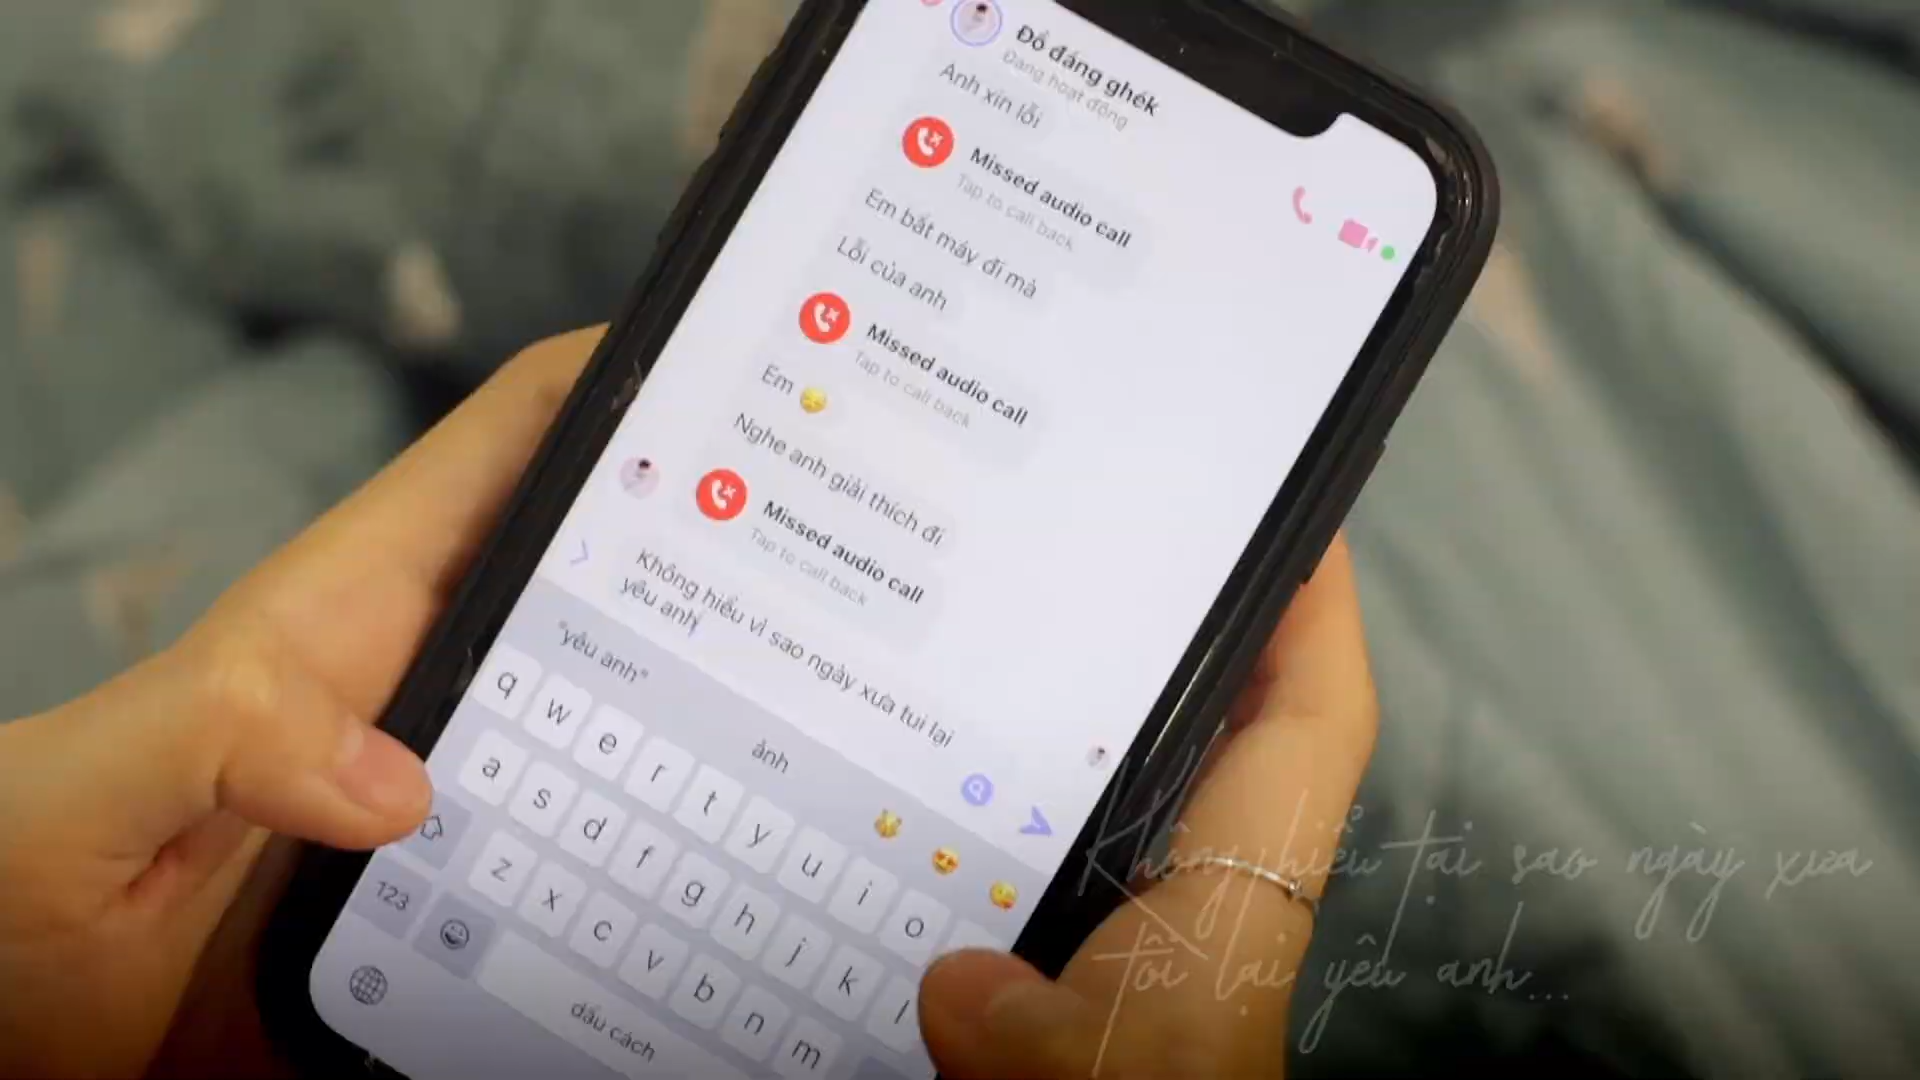 Đồ đáng ghék
Đang hoạt động
Anh xin lỗi
Missed audio call
Tap to call back
Em bắt máy đi mà
Lỗi của anh
Missed audio call
Tap to call back
Em 😔
Nghe anh giải thích đi
Missed audio call
Tap to call back
Không hiểu vì sao ngày xưa tui lại
yêu anh
"yêu anh"
ảnh
q w e r t y u i o
a s d f g h j k l
z x c v b n m
123
dấu cách
Không hiểu tại sao ngày xưa
tôi lại yêu anh...